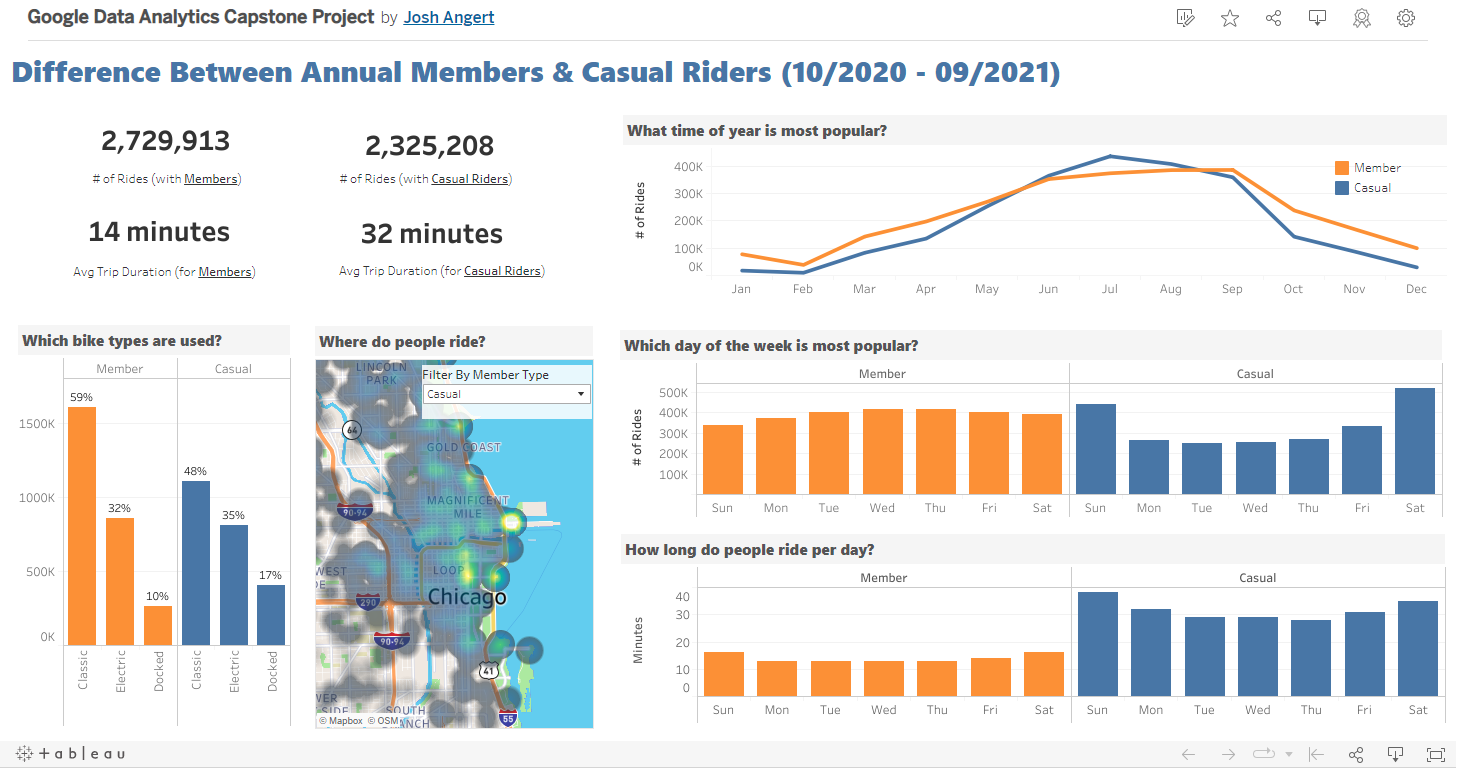 Google Data Analytics Capstone Project by Josh Angert
Difference Between Annual Members & Casual Riders (10/2020 - 09/2021)
2,729,913
# of Rides (with Members)
2,325,208
# of Rides (with Casual Riders)
14 minutes
Avg Trip Duration (for Members)
32 minutes
Avg Trip Duration (for Casual Riders)
What time of year is most popular?
# of Rides
400K
300K
200K
100K
0K
Member
Casual
Jan Feb Mar Apr May Jun Jul Aug Sep Oct Nov Dec
Which bike types are used?
Member Casual
1500K
1000K
500K
0K
59%
32%
10%
48%
35%
17%
Classic Electric Docked Classic Electric Docked
Where do people ride?
Filter By Member Type
Casual
LINCOLN
PARK
64
GOLD COAST
MAGNIFICENT
MILE
90-94
WEST
LOOP
Chicago
290
90-94
41
SOUTH
55
© Mapbox © OSM
Which day of the week is most popular?
Member Casual
# of Rides
500K
400K
300K
200K
100K
Sun Mon Tue Wed Thu Fri Sat Sun Mon Tue Wed Thu Fri Sat
How long do people ride per day?
Member Casual
Minutes
40
30
20
10
0
Sun Mon Tue Wed Thu Fri Sat Sun Mon Tue Wed Thu Fri Sat
+ableau